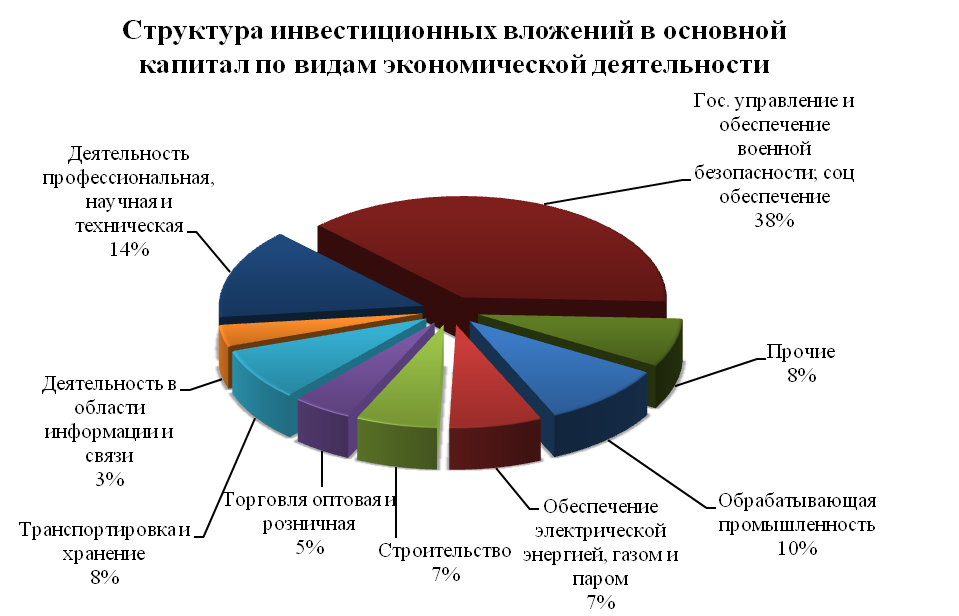 Структура инвестиционных вложений в основной
капитал по видам экономической деятельности
Гос. управление и
обеспечение
военной
безопасности; соц
обеспечение
38%
Прочие
8%
Обрабатывающая
промышленность
10%
Обеспечение
электрической
энергией, газом и
паром
7%
Строительство
7%
Торговля оптовая и
розничная
5%
Транспортировка и
хранение
8%
Деятельность в
области
информации и
связи
3%
Деятельность
профессиональная,
научная и
техническая
14%